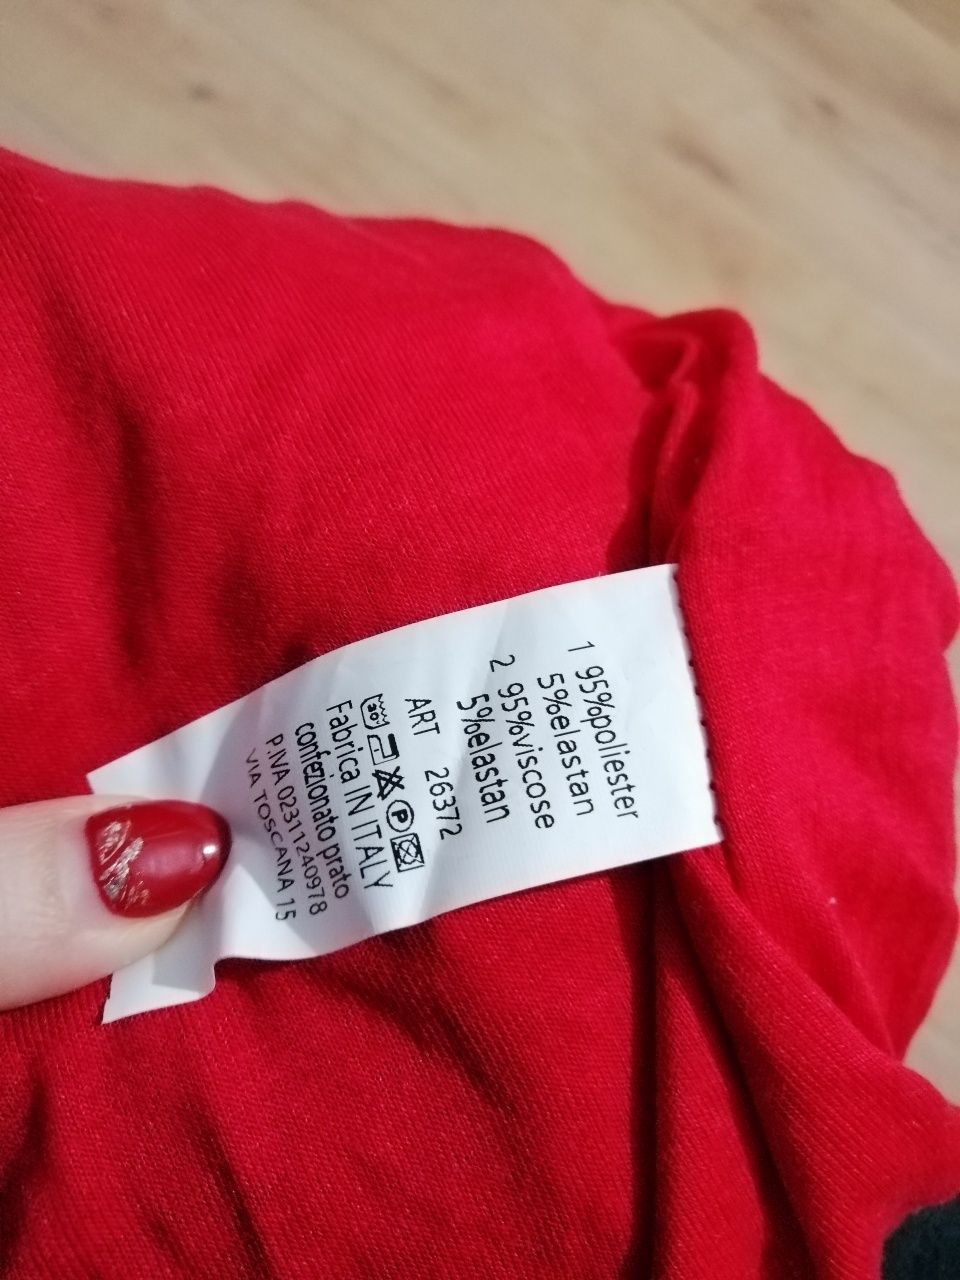 1 95%poliester
5%elastan
2 95%viscose
5%elastan
ART 26372
30° P
Fabrica IN ITALY
confezionato prato
P.IVA 02311240978
VIA TOSCANA 15